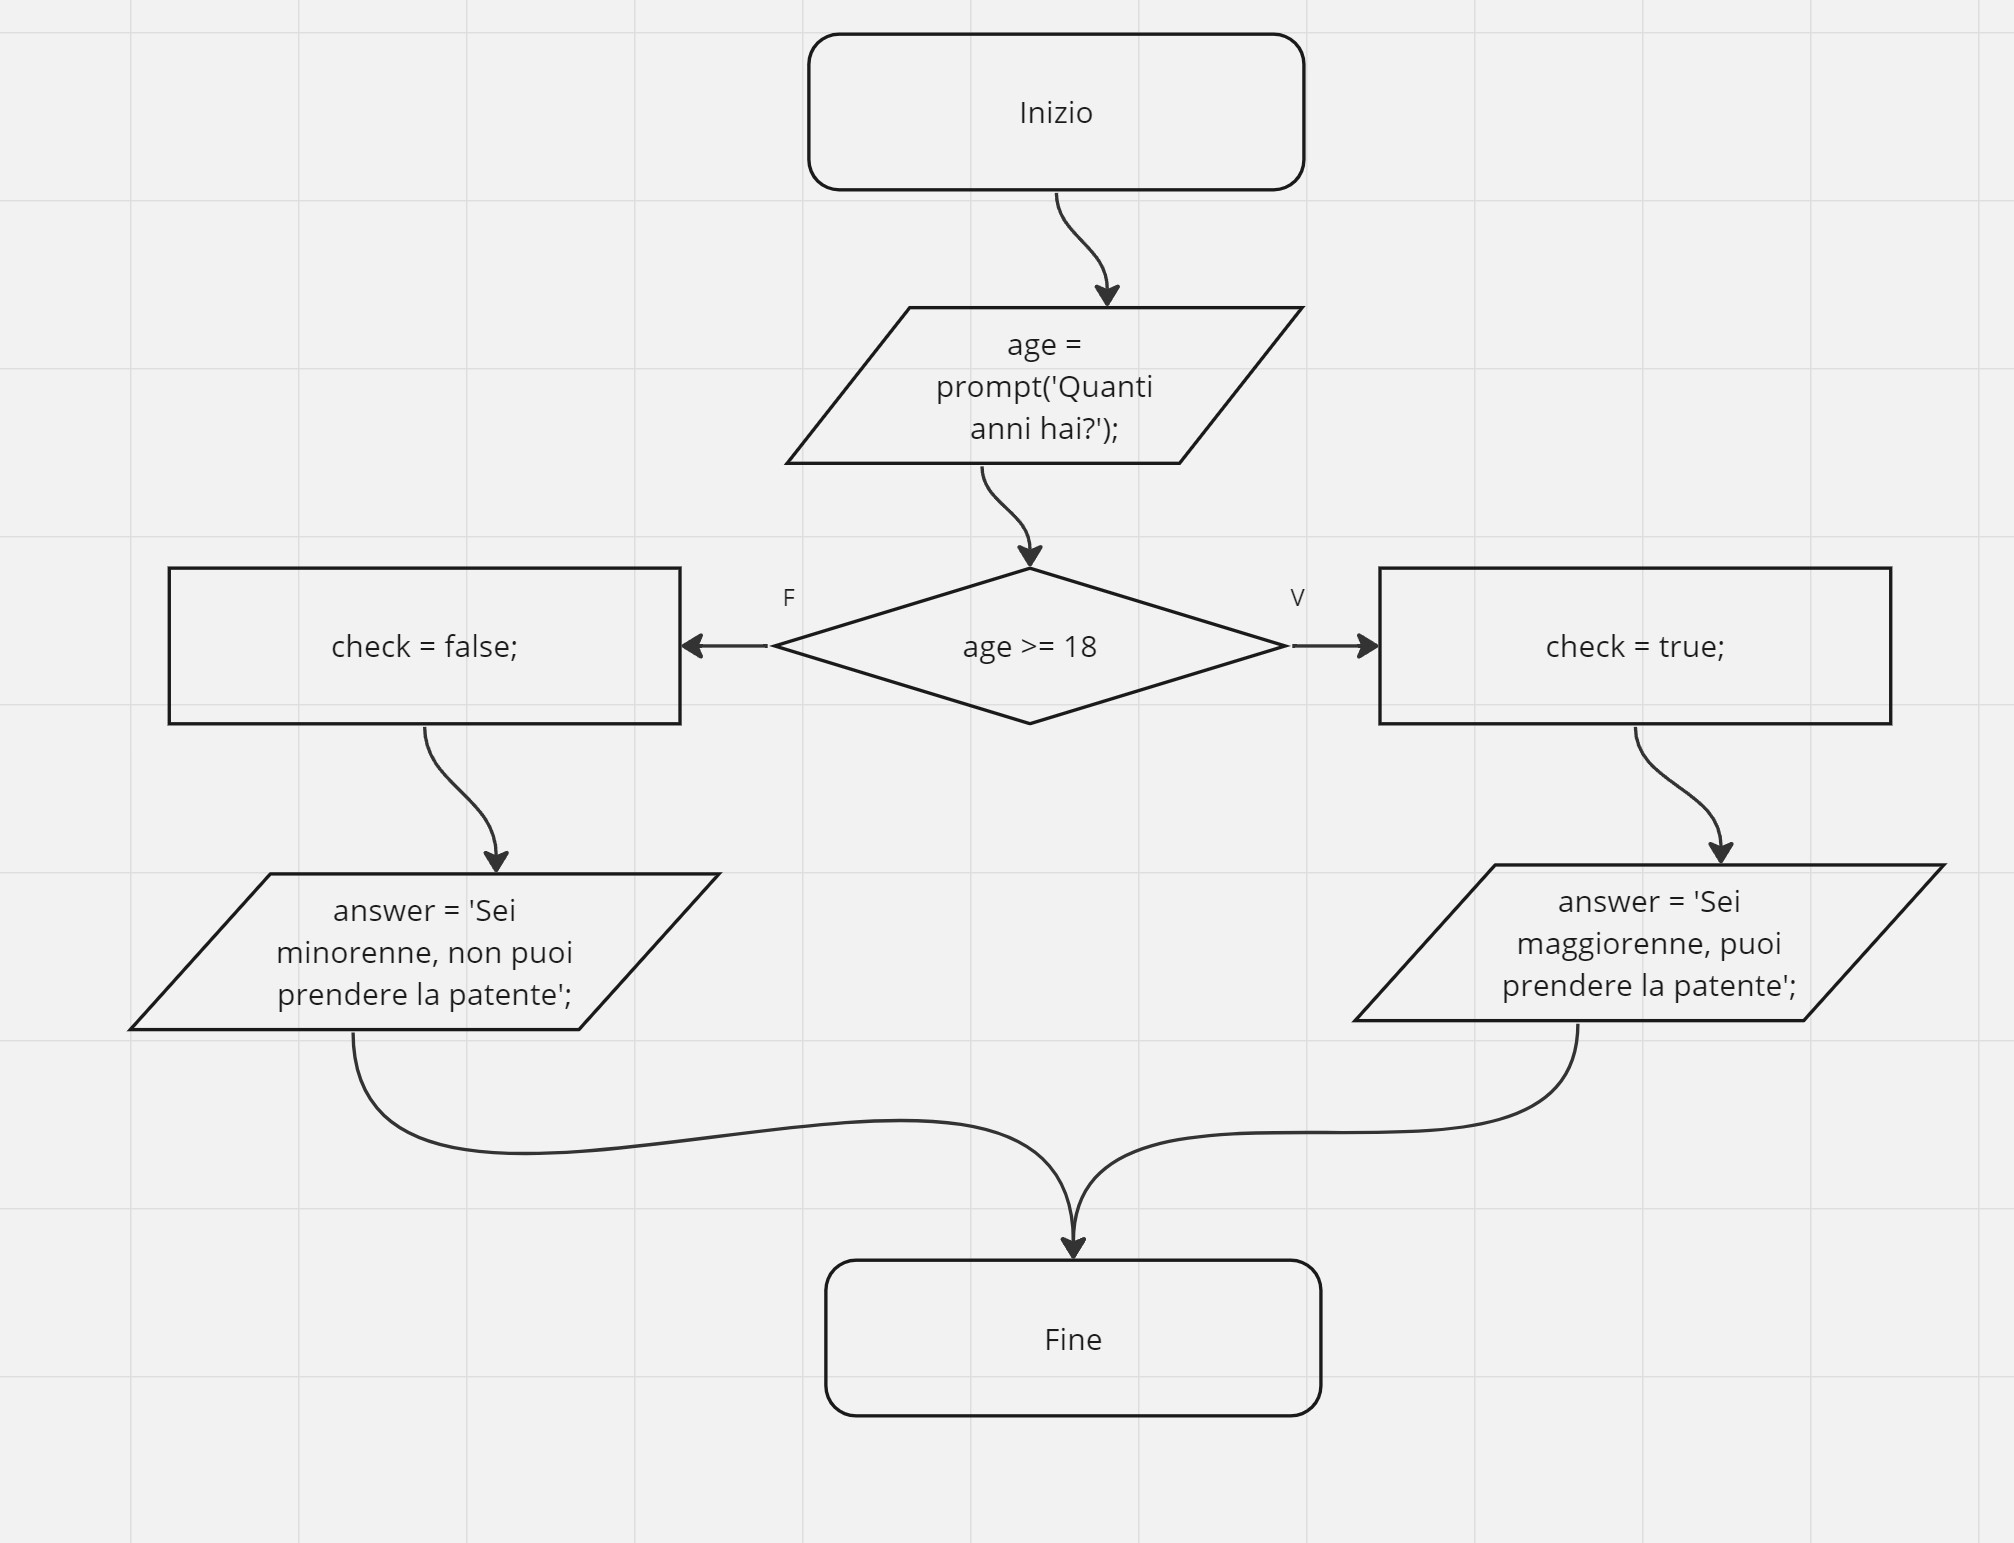 Inizio
age =
prompt('Quanti
anni hai?');
F
V
check = false;
age >= 18
check = true;
answer = 'Sei
minorenne, non puoi
prendere la patente';
answer = 'Sei
maggiorenne, puoi
prendere la patente';
Fine